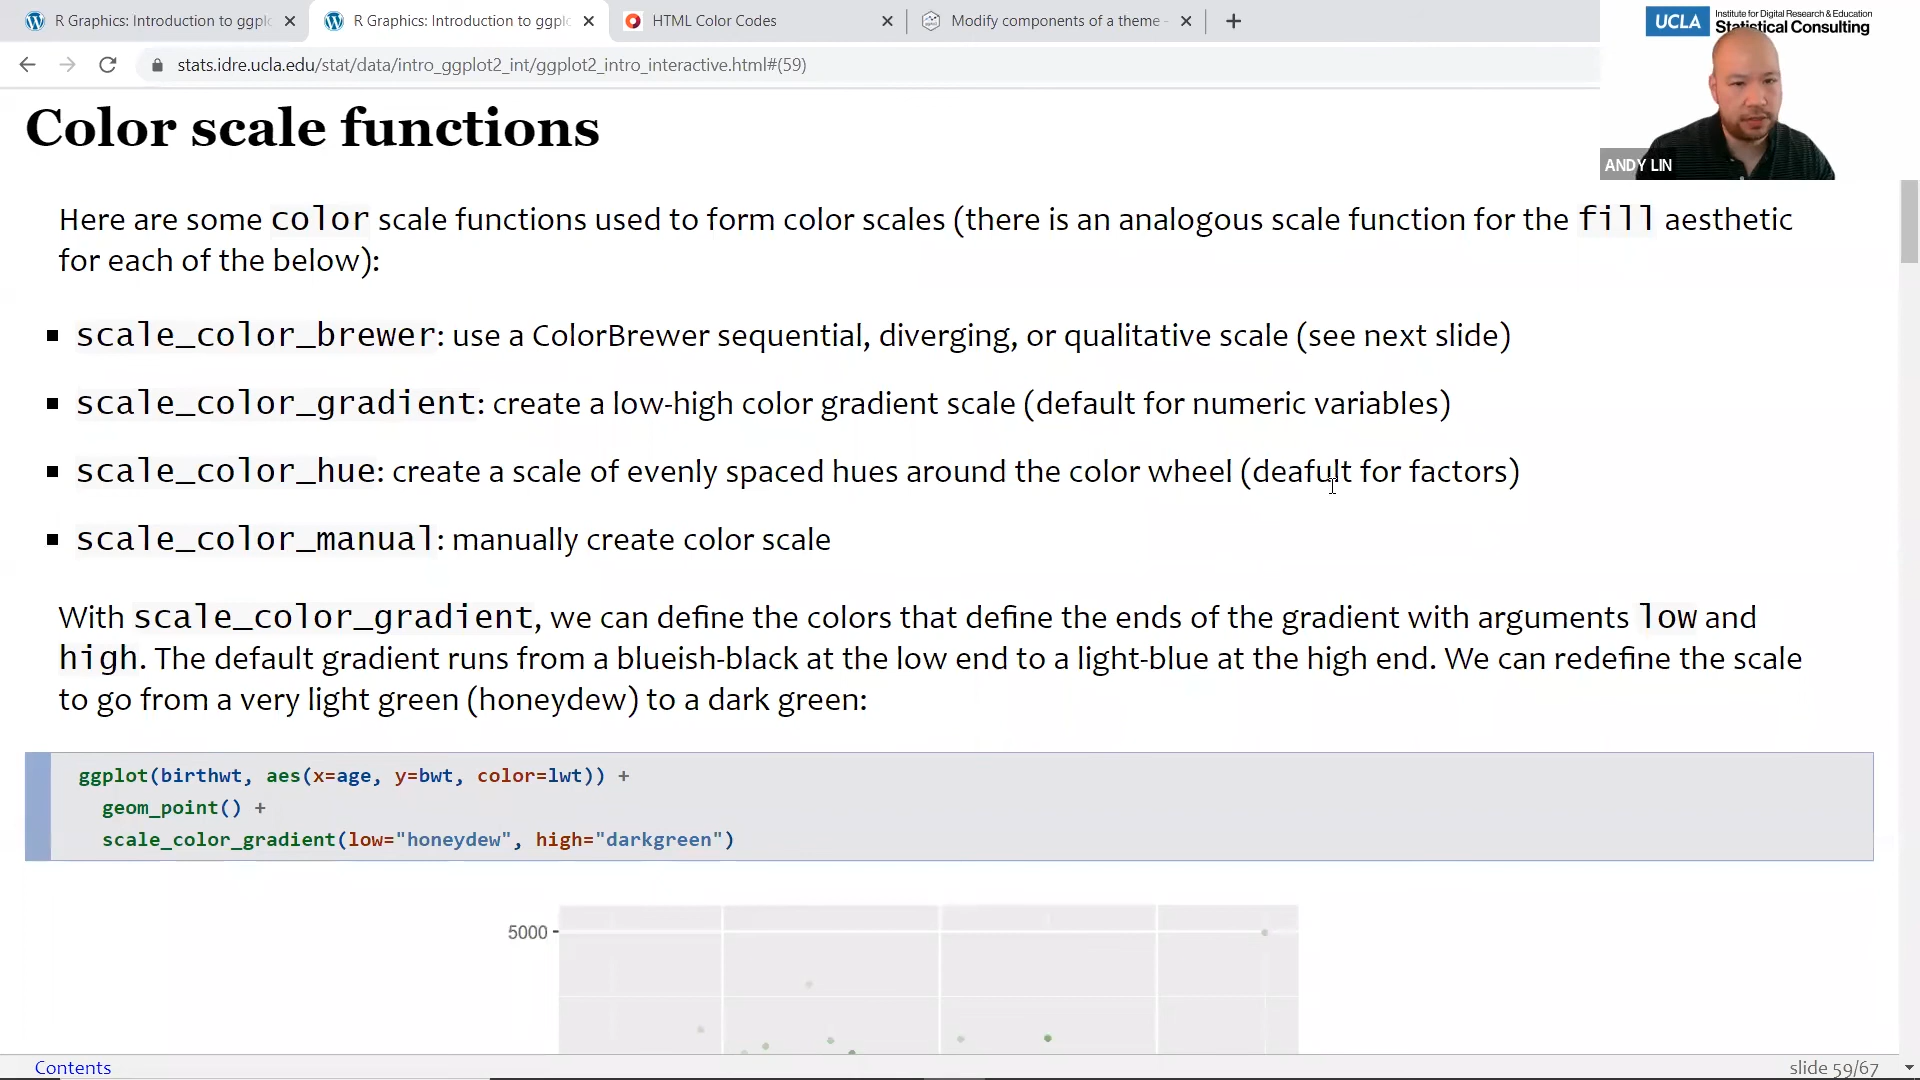 R Graphics: Introduction to ggpl
R Graphics: Introduction to ggplo
HTML Color Codes
Modify components of a theme -
UCLA
Institute for Digital Research & Education
Statistical Consulting
stats.idre.ucla.edu/stat/data/intro_ggplot2_int/ggplot2_intro_interactive.html#(59)
ANDY LIN
Color scale functions
Here are some color scale functions used to form color scales (there is an analogous scale function for the fill aesthetic
for each of the below):
scale_color_brewer: use a ColorBrewer sequential, diverging, or qualitative scale (see next slide)
scale_color_gradient: create a low-high color gradient scale (default for numeric variables)
scale_color_hue: create a scale of evenly spaced hues around the color wheel (deafult for factors)
scale_color_manual: manually create color scale
With scale_color_gradient, we can define the colors that define the ends of the gradient with arguments low and
high. The default gradient runs from a blueish-black at the low end to a light-blue at the high end. We can redefine the scale
to go from a very light green (honeydew) to a dark green:
ggplot(birthwt, aes(x=age, y=bwt, color=lwt)) +
geom_point() +
scale_color_gradient(low="honeydew", high="darkgreen")
5000
Contents
slide 59/67